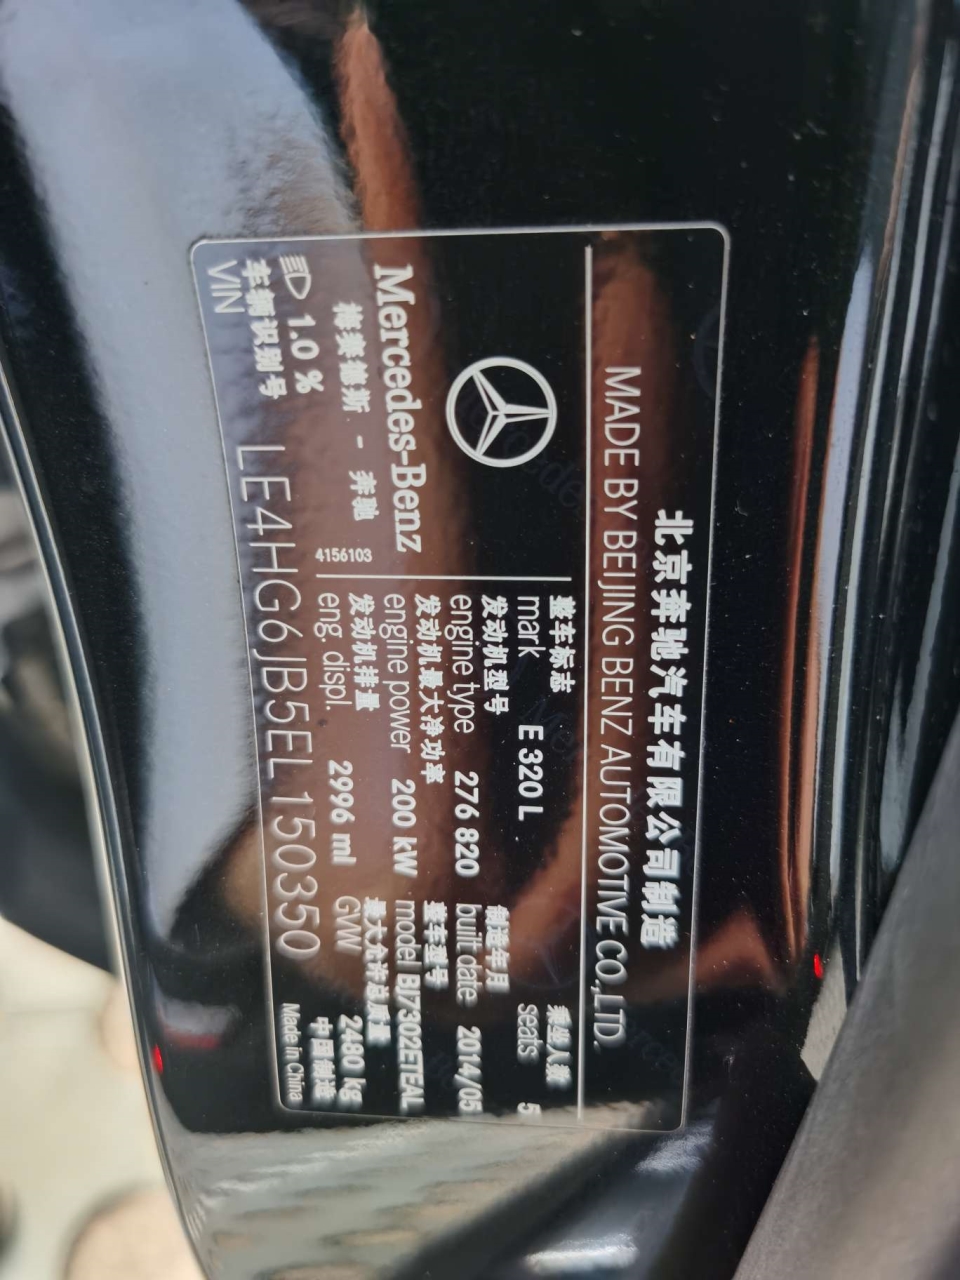 北京奔驰汽车有限公司制造
MADE BY BEIJING BENZ AUTOMOTIVE CO.,LTD.
Mercedes-Benz
梅赛德斯 - 奔驰
4156103
1.0 %
整车标志
mark E 320 L
乘坐人数
seats 5
发动机型号
engine type 276 820
制造年月
built date 2014/05
发动机最大净功率
engine power 200 kW
整车型号
model BJ7302ETEAL
发动机排量
eng. displ. 2996 ml
最大允许总质量
GVW 2480 kg
车辆识别号
VIN LE4HG6JB5EL150350
中国制造
Made in China